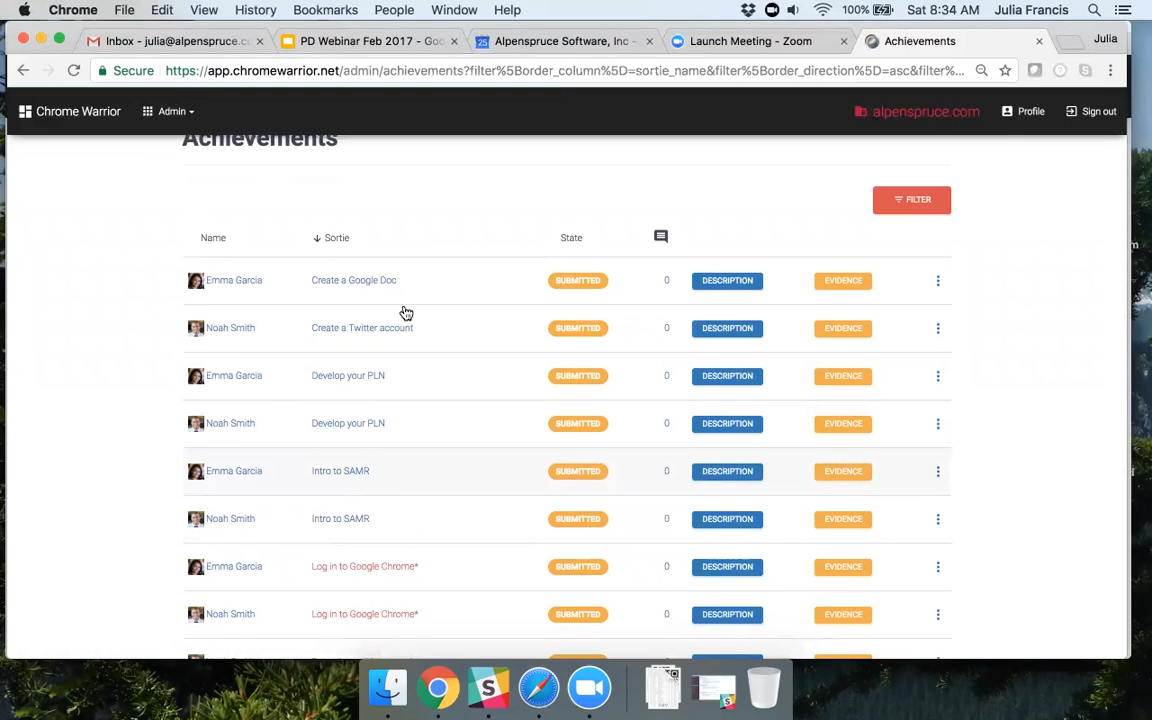 Chrome File Edit View History Bookmarks People Window Help 100% Sat 8:34 AM Julia Francis
Inbox - julia@alpenspruce.c PD Webinar Feb 2017 - Goo Alpenspruce Software, Inc - Launch Meeting - Zoom Achievements Julia
Secure https://app.chromewarrior.net/admin/achievements?filter%5Border_column%5D=sortie_name&filter%5Border_direction%5D=asc&filter%...
Chrome Warrior Admin alpenspruce.com Profile Sign out
Achievements
FILTER
Name Sortie State
Emma Garcia Create a Google Doc SUBMITTED 0 DESCRIPTION EVIDENCE
Noah Smith Create a Twitter account SUBMITTED 0 DESCRIPTION EVIDENCE
Emma Garcia Develop your PLN SUBMITTED 0 DESCRIPTION EVIDENCE
Noah Smith Develop your PLN SUBMITTED 0 DESCRIPTION EVIDENCE
Emma Garcia Intro to SAMR SUBMITTED 0 DESCRIPTION EVIDENCE
Noah Smith Intro to SAMR SUBMITTED 0 DESCRIPTION EVIDENCE
Emma Garcia Log in to Google Chrome* SUBMITTED 0 DESCRIPTION EVIDENCE
Noah Smith Log in to Google Chrome* SUBMITTED 0 DESCRIPTION EVIDENCE